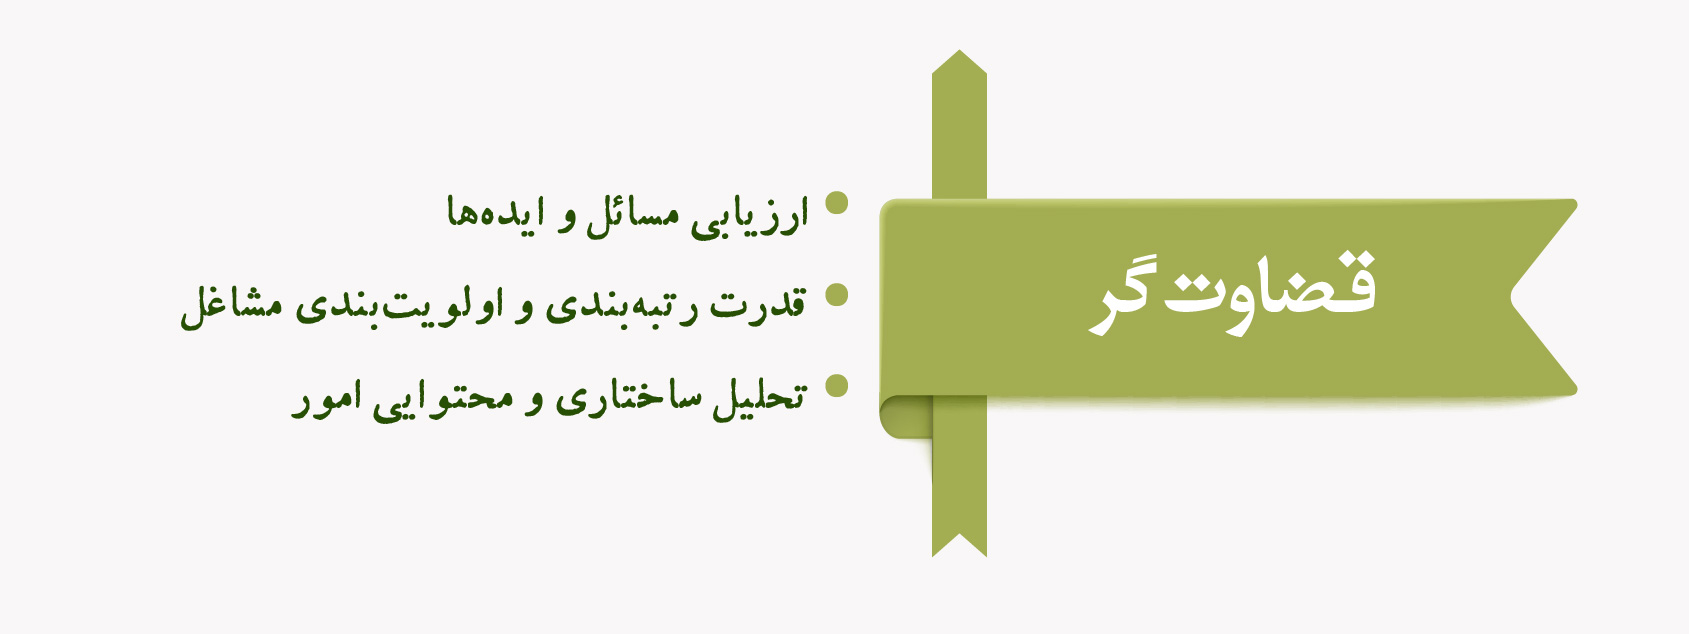 قضاوت‌گر
ارزیابی مسائل و ایده‌ها
قدرت رتبه‌بندی و اولویت‌بندی مشاغل
تحلیل ساختاری و محتوایی امور